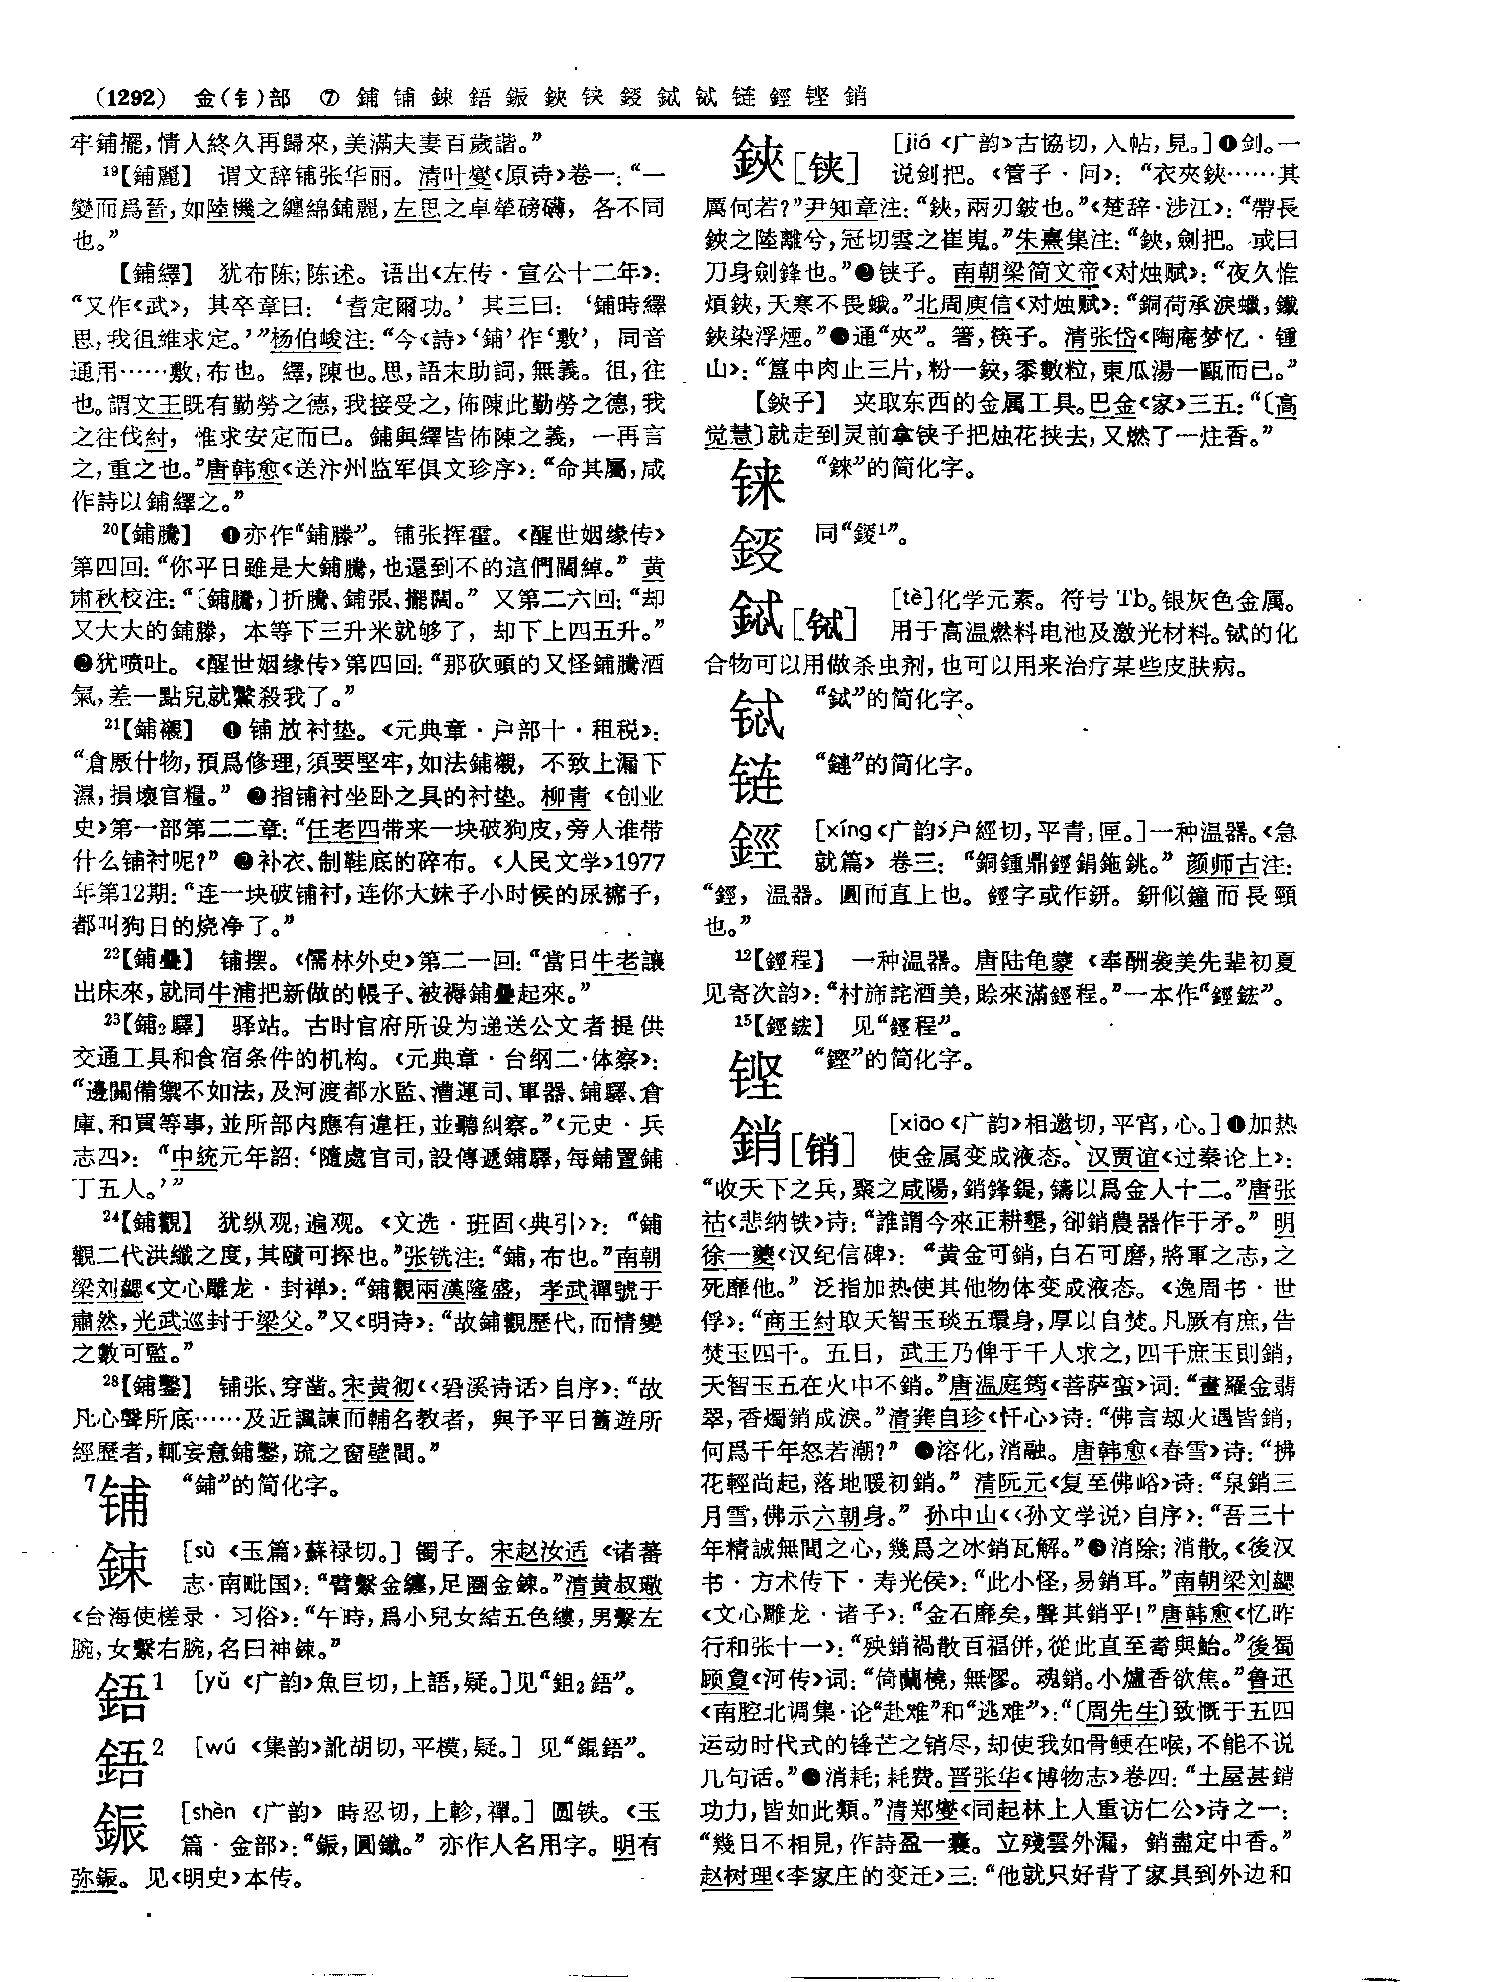 (1292) 金(钅)部 ⑦ 鋪 铺 鋉 鋙 鋠 鋏 铗 鋄 鋱 铽 链 鋞 铿 銷
牢鋪擺,情人終久再歸來,美滿夫妻百歲諧。”
19【鋪麗】 谓文辞铺张华丽。清叶燮《原诗》卷一:“一
變而爲晉,如陸機之纏綿鋪麗,左思之卓犖磅礴,各不同
也。”
【鋪繹】 犹布陈;陈述。语出《左传·宣公十二年》:
“又作《武》,其卒章曰:‘耆定爾功。’其三曰:‘鋪時繹
思,我徂維求定。’”杨伯峻注:“今《詩》‘鋪’作‘敷’,同音
通用……敷,布也。繹,陳也。思,語末助詞,無義。徂,往
也。謂文王既有勤勞之德,我接受之,佈陳此勤勞之德,我
之往伐紂,惟求安定而已。鋪與繹皆佈陳之義,一再言
之,重之也。”唐韩愈《送汴州监军俱文珍序》:“命其屬,咸
作詩以鋪繹之。”
20【鋪騰】 ❶亦作“鋪滕”。铺张挥霍。《醒世姻缘传》
第四回:“你平日雖是大鋪騰,也還到不的這們闊綽。”黄
肃秋校注:“〔鋪騰,〕折騰、鋪張、擺闊。”又第二六回:“却
又大大的鋪滕,本等下三升米就够了,却下上四五升。”
❷犹喷吐。《醒世姻缘传》第四回:“那砍頭的又怪鋪騰酒
氣,差一點兒就鱉殺我了。”
21【鋪襯】 ❶铺放衬垫。《元典章·户部十·租税》:
“倉厫什物,預爲修理,須要堅牢,如法鋪襯,不致上漏下
濕,損壞官糧。”❷指铺衬坐卧之具的衬垫。柳青《创业
史》第一部第二二章:“任老四带来一块破狗皮,旁人谁带
什么铺衬呢?”❸补衣、制鞋底的碎布。《人民文学》1977
年第12期:“连一块破铺衬,连你大妹子小时候的尿褯子,
都叫狗日的烧净了。”
22【鋪疊】 铺摆。《儒林外史》第二一回:“當日牛老讓
出床來,就同牛浦把新做的帳子、被褥鋪疊起來。”
23【鋪2驛】 驿站。古时官府所设为递送公文者提供
交通工具和食宿条件的机构。《元典章·台纲二·体察》:
“邊關備禦不如法,及河渡都水監、漕運司、軍器、鋪驛、倉
庫、和買等事,並所部内應有違枉,並聽糾察。”《元史·兵
志四》:“中统元年詔:‘隨處官司,設傳遞鋪驛,每鋪置鋪
丁五人。’”
24【鋪觀】 犹纵观;遍观。《文选·班固〈典引〉》:“鋪
觀二代洪纖之度,其賾可探也。”张铣注:“鋪,布也。”南朝
梁刘勰《文心雕龙·封禅》:“鋪觀兩漢隆盛,孝武禪號于
肅然,光武巡封于梁父。”又《明诗》:“故鋪觀歷代,而情變
之數可監。”
28【鋪鑿】 铺张、穿凿。宋黄彻《〈䂬溪诗话〉自序》:“故
凡心聲所底……及近諷諫而輔名教者,與予平日舊遊所
經歷者,輒妄意鋪鑿,疏之窗壁間。”
7铺 “鋪”的简化字。
鋉 [sù《玉篇》蘇禄切。]镯子。宋赵汝适《诸蕃
志·南毗国》:“臂繫金纏,足圈金鋉。”清黄叔璥
《台海使槎录·习俗》:“午時,爲小兒女結五色縷,男繫左
腕,女繫右腕,名曰神鋉。”
鋙1 [yǔ《广韵》魚巨切,上語,疑。]见“鉏2鋙”。
鋙2 [wú《集韵》訛胡切,平模,疑。]见“錕鋙”。
鋠 [shèn《广韵》時忍切,上軫,禪。]圆铁。《玉
篇·金部》:“鋠,圓鐵。”亦作人名用字。明有
弥鋠。见《明史》本传。
鋏[铗] [jiá《广韵》古協切,入帖,見。]❶剑。一
说剑把。《管子·问》:“衣夾鋏……其
厲何若?”尹知章注:“鋏,兩刃鈹也。”《楚辞·涉江》:“帶長
鋏之陸離兮,冠切雲之崔嵬。”朱熹集注:“鋏,劍把。或曰
刀身劍鋒也。”❷铗子。南朝梁简文帝《对烛赋》:“夜久惟
煩鋏,天寒不畏蛾。”北周庾信《对烛赋》:“銅荷承淚蠟,鐵
鋏染浮煙。”❸通“夾”。箸,筷子。清张岱《陶庵梦忆·锺
山》:“簋中肉止三片,粉一鋏,黍數粒,東瓜湯一甌而已。”
【鋏子】 夹取东西的金属工具。巴金《家》三五:“〔高
觉慧〕就走到灵前拿铗子把烛花挟去,又燃了一炷香。”
铼 “錸”的简化字。
鋄 同“錽1”。
鋱[铽] [tè]化学元素。符号Tb。银灰色金属。
用于高温燃料电池及激光材料。铽的化
合物可以用做杀虫剂,也可以用来治疗某些皮肤病。
铽 “鋱”的简化字。
链 “鏈”的简化字。
鋞 [xíng《广韵》户經切,平青,匣。]一种温器。《急
就篇》卷三:“銅鍾鼎鋞鋗鉇銚。”颜师古注:
“鋞,温器。圓而直上也。鋞字或作鈃。鈃似鐘而長頸
也。”
12【鋞程】 一种温器。唐陆龟蒙《奉酬袭美先辈初夏
见寄次韵》:“村旆詫酒美,賒來滿鋞程。”一本作“鋞鋐”。
15【鋞鋐】 见“鋞程”。
铿 “鏗”的简化字。
銷[销] [xiāo《广韵》相邀切,平宵,心。]❶加热
使金属变成液态。汉贾谊《过秦论上》:
“收天下之兵,聚之咸陽,銷鋒鍉,鑄以爲金人十二。”唐张
祜《悲纳铁》诗:“誰謂今來正耕墾,卻銷農器作干矛。”明
徐一夔《汉纪信碑》:“黄金可銷,白石可磨,將軍之志,之
死靡他。”泛指加热使其他物体变成液态。《逸周书·世
俘》:“商王紂取天智玉琰五環身,厚以自焚。凡厥有庶,告
焚玉四千。五日,武王乃俾于千人求之,四千庶玉則銷,
天智玉五在火中不銷。”唐温庭筠《菩萨蛮》词:“畫羅金翡
翠,香燭銷成淚。”清龚自珍《忏心》诗:“佛言劫火遇皆銷,
何爲千年怒若潮?”❷溶化,消融。唐韩愈《春雪》诗:“拂
花輕尚起,落地暖初銷。”清阮元《复至佛峪》诗:“泉銷三
月雪,佛示六朝身。”孙中山《〈孙文学说〉自序》:“吾三十
年精誠無間之心,幾爲之冰銷瓦解。”❸消除;消散。《後汉
书·方术传下·寿光侯》:“此小怪,易銷耳。”南朝梁刘勰
《文心雕龙·诸子》:“金石靡矣,聲其銷乎!”唐韩愈《忆昨
行和张十一》:“殃銷禍散百福併,從此直至耇與鮐。”後蜀
顾夐《河传》词:“倚蘭橈,無憀。魂銷。小爐香欲焦。”鲁迅
《南腔北调集·论“赴难”和“逃难”》:“〔周先生〕致慨于五四
运动时代式的锋芒之销尽,却使我如骨鲠在喉,不能不说
几句话。”❹消耗;耗费。晋张华《博物志》卷四:“土屋甚銷
功力,皆如此類。”清郑燮《同起林上人重访仁公》诗之一:
“幾日不相見,作詩盈一囊。立殘雲外漏,銷盡定中香。”
赵树理《李家庄的变迁》三:“他就只好背了家具到外边和